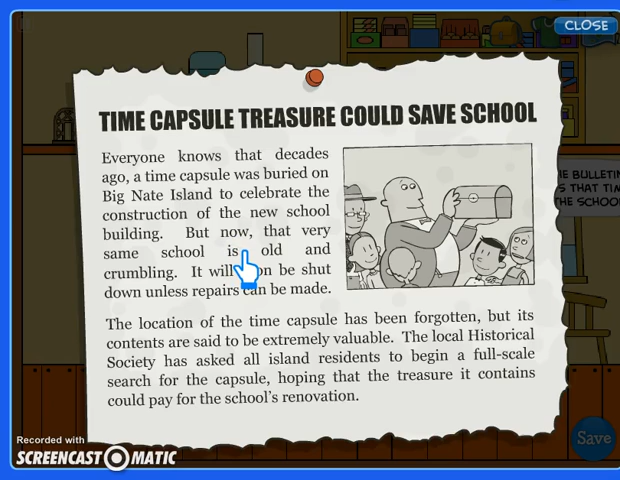 CLOSE
TIME CAPSULE TREASURE COULD SAVE SCHOOL
Everyone knows that decades
ago, a time capsule was buried on
Big Nate Island to celebrate the
construction of the new school
building. But now, that very
same school is old and
crumbling. It will on be shut
down unless repairs can be made.
The location of the time capsule has been forgotten, but its
contents are said to be extremely valuable. The local Historical
Society has asked all island residents to begin a full-scale
search for the capsule, hoping that the treasure it contains
could pay for the school's renovation.
IE BULLETIN
S THAT TIM
THE SCHOO
Save
Recorded with
SCREENCAST MATIC